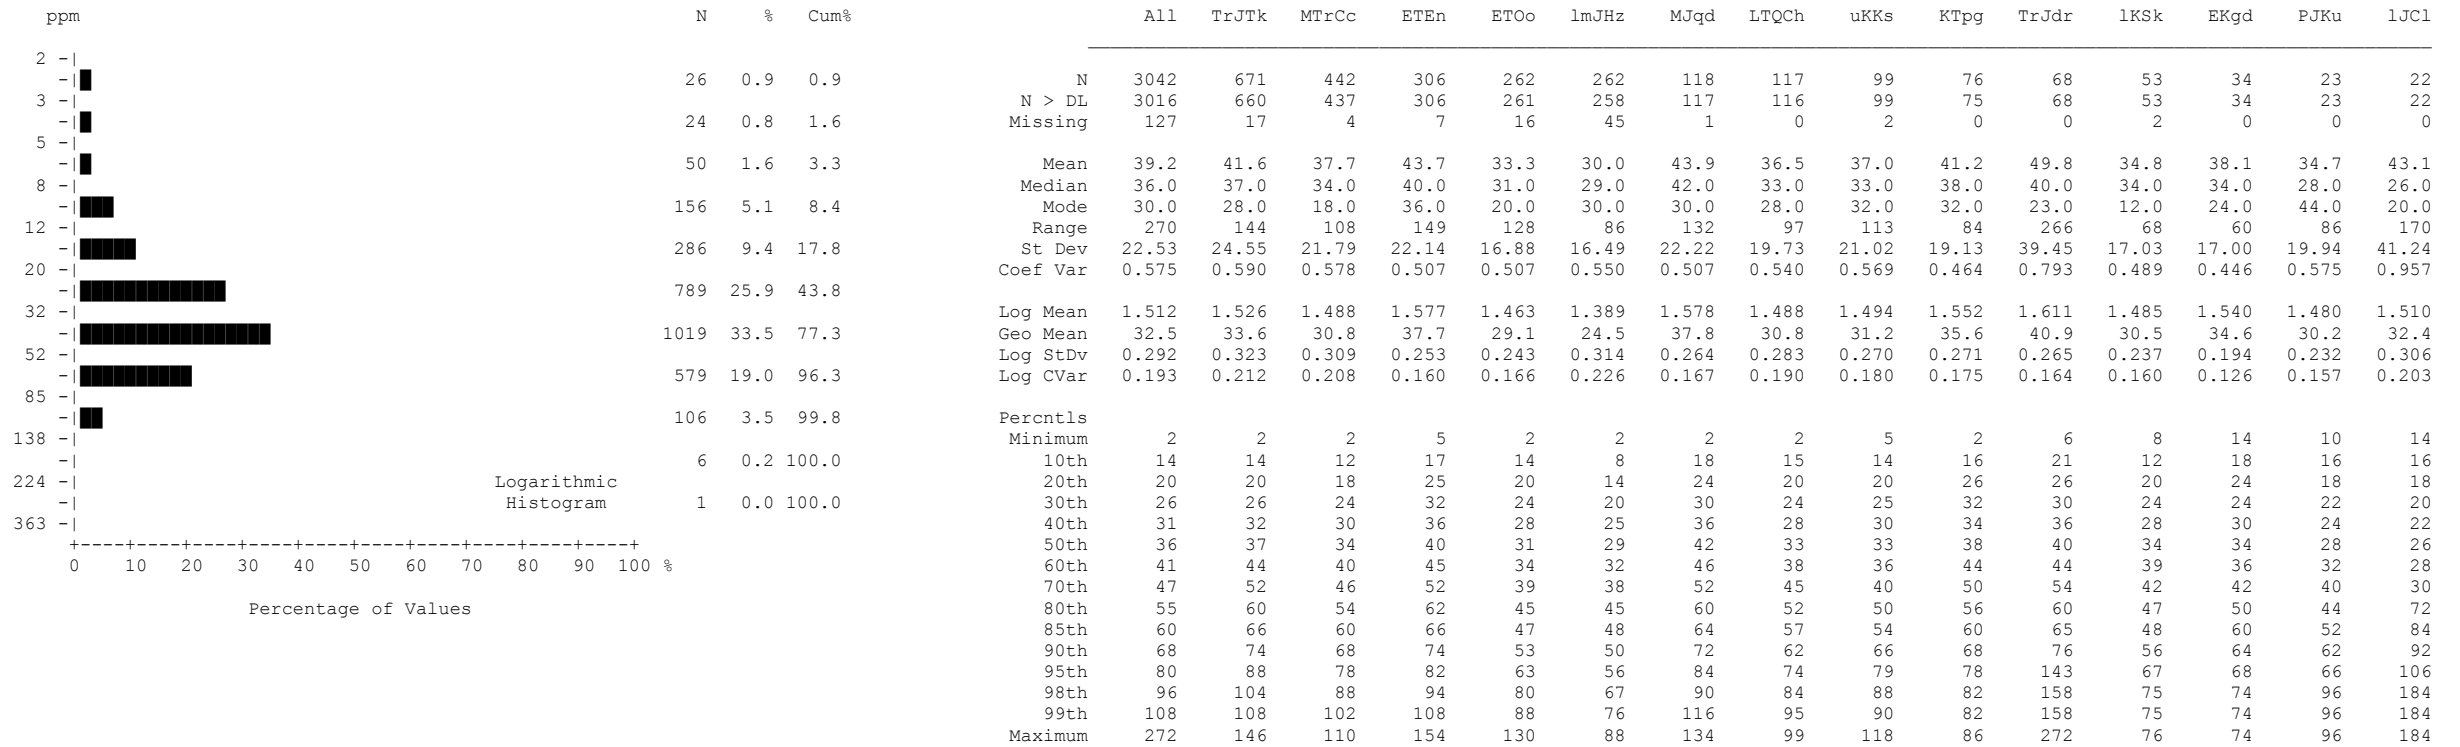 ppm N % Cum% All TrJTk MTrCc ETEn ETOo lmJHz MJqd LTQCh uKKs KTpg TrJdr lKSk EKgd PJKu lJCl
2 -|
-| 26 0.9 0.9 N 3042 671 442 306 262 262 118 117 99 76 68 53 34 23 22
3 -| N > DL 3016 660 437 306 261 258 117 116 99 75 68 53 34 23 22
-| 24 0.8 1.6 Missing 127 17 4 7 16 45 1 0 2 0 0 2 0 0 0
5 -|
-| 50 1.6 3.3 Mean 39.2 41.6 37.7 43.7 33.3 30.0 43.9 36.5 37.0 41.2 49.8 34.8 38.1 34.7 43.1
8 -| Median 36.0 37.0 34.0 40.0 31.0 29.0 42.0 33.0 33.0 38.0 40.0 34.0 34.0 28.0 26.0
-| 156 5.1 8.4 Mode 30.0 28.0 18.0 36.0 20.0 30.0 30.0 28.0 32.0 32.0 23.0 12.0 24.0 44.0 20.0
12 -| Range 270 144 108 149 128 86 132 97 113 84 266 68 60 86 170
-| 286 9.4 17.8 St Dev 22.53 24.55 21.79 22.14 16.88 16.49 22.22 19.73 21.02 19.13 39.45 17.03 17.00 19.94 41.24
20 -| Coef Var 0.575 0.590 0.578 0.507 0.507 0.550 0.507 0.540 0.569 0.464 0.793 0.489 0.446 0.575 0.957
-| 789 25.9 43.8
32 -| Log Mean 1.512 1.526 1.488 1.577 1.463 1.389 1.578 1.488 1.494 1.552 1.611 1.485 1.540 1.480 1.510
-| 1019 33.5 77.3 Geo Mean 32.5 33.6 30.8 37.7 29.1 24.5 37.8 30.8 31.2 35.6 40.9 30.5 34.6 30.2 32.4
52 -| Log StDv 0.292 0.323 0.309 0.253 0.243 0.314 0.264 0.283 0.270 0.271 0.265 0.237 0.194 0.232 0.306
-| 579 19.0 96.3 Log CVar 0.193 0.212 0.208 0.160 0.166 0.226 0.167 0.190 0.180 0.175 0.164 0.160 0.126 0.157 0.203
85 -|
-| 106 3.5 99.8 Percntls
138 -| Minimum 2 2 2 5 2 2 2 2 5 2 6 8 14 10 14
-| 6 0.2 100.0 10th 14 14 12 17 14 8 18 15 14 16 21 12 18 16 16
224 -| Logarithmic 20th 20 20 18 25 20 14 24 20 20 26 26 20 24 18 18
-| Histogram 1 0.0 100.0 30th 26 26 24 32 24 20 30 24 25 32 30 24 24 22 20
363 -| 40th 31 32 30 36 28 25 36 28 30 34 36 28 30 24 22
+----+----+----+----+----+----+----+----+----+----+ 50th 36 37 34 40 31 29 42 33 33 38 40 34 34 28 26
0 10 20 30 40 50 60 70 80 90 100 % 60th 41 44 40 45 34 32 46 38 36 44 44 39 36 32 28
70th 47 52 46 52 39 38 52 45 40 50 54 42 42 40 30
Percentage of Values 80th 55 60 54 62 45 45 60 52 50 56 60 47 50 44 72
85th 60 66 60 66 47 48 64 57 54 60 65 48 60 52 84
90th 68 74 68 74 53 50 72 62 66 68 76 56 64 62 92
95th 80 88 78 82 63 56 84 74 79 78 143 67 68 66 106
98th 96 104 88 94 80 67 90 84 88 82 158 75 74 96 184
99th 108 108 102 108 88 76 116 95 90 82 158 75 74 96 184
Maximum 272 146 110 154 130 88 134 99 118 86 272 76 74 96 184